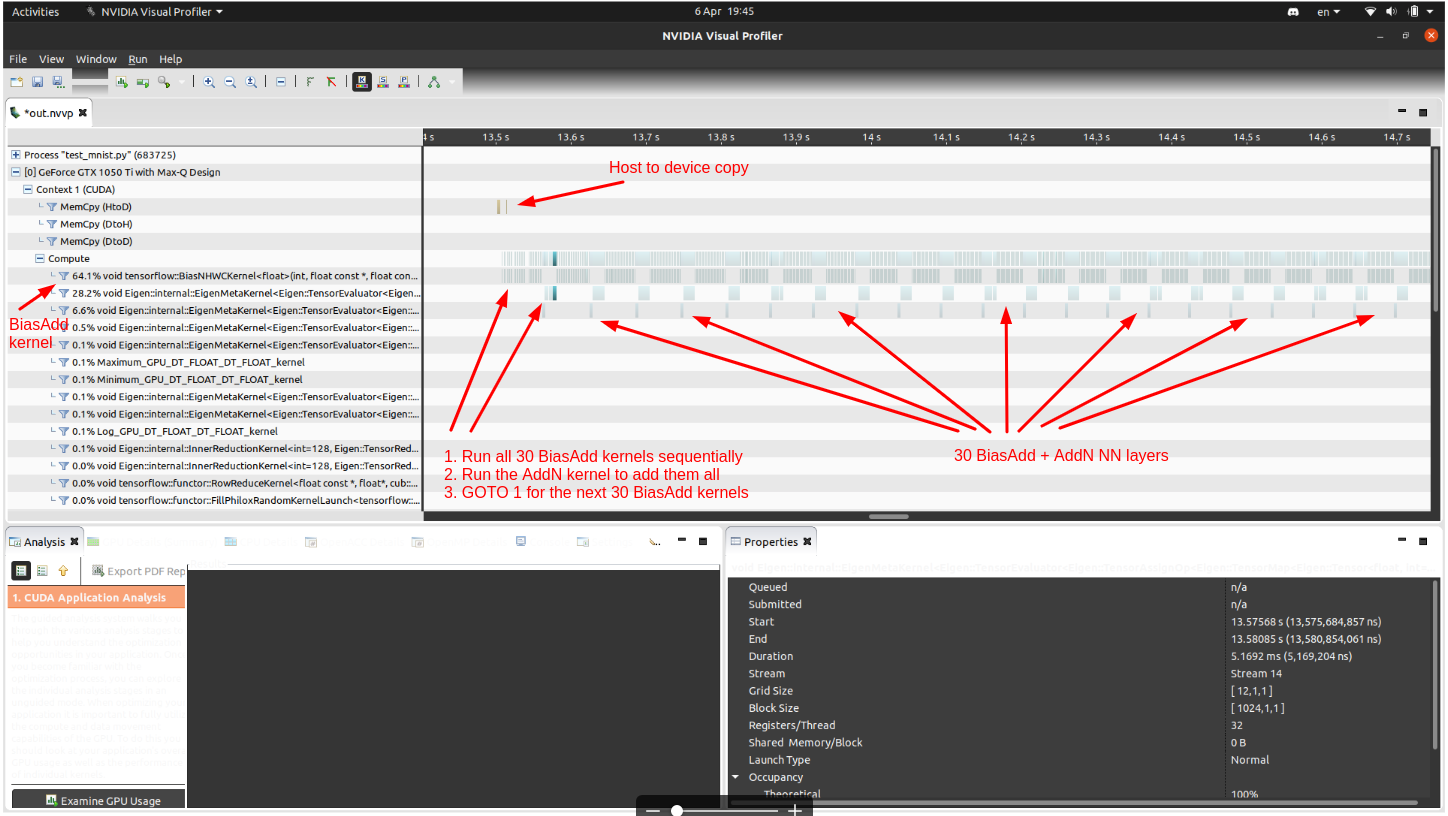 Activities
NVIDIA Visual Profiler
6 Apr 19:45
en
NVIDIA Visual Profiler
File View Window Run Help
*out.nvvp
4 s 13.5 s 13.6 s 13.7 s 13.8 s 13.9 s 14 s 14.1 s 14.2 s 14.3 s 14.4 s 14.5 s 14.6 s 14.7 s
Process "test_mnist.py" (683725)
[0] GeForce GTX 1050 Ti with Max-Q Design
Context 1 (CUDA)
MemCpy (HtoD)
MemCpy (DtoH)
MemCpy (DtoD)
Compute
64.1% void tensorflow::BiasNHWCKernel<float>(int, float const *, float con...
28.2% void Eigen::internal::EigenMetaKernel<Eigen::TensorEvaluator<Eigen...
6.6% void Eigen::internal::EigenMetaKernel<Eigen::TensorEvaluator<Eigen:...
0.5% void Eigen::internal::EigenMetaKernel<Eigen::TensorEvaluator<Eigen:...
0.1% void Eigen::internal::EigenMetaKernel<Eigen::TensorEvaluator<Eigen:...
0.1% Maximum_GPU_DT_FLOAT_DT_FLOAT_kernel
0.1% Minimum_GPU_DT_FLOAT_DT_FLOAT_kernel
0.1% void Eigen::internal::EigenMetaKernel<Eigen::TensorEvaluator<Eigen:...
0.1% void Eigen::internal::EigenMetaKernel<Eigen::TensorEvaluator<Eigen:...
0.1% Log_GPU_DT_FLOAT_DT_FLOAT_kernel
0.1% void Eigen::internal::InnerReductionKernel<int=128, Eigen::TensorRed...
0.0% void Eigen::internal::InnerReductionKernel<int=128, Eigen::TensorRed...
0.0% void tensorflow::functor::RowReduceKernel<float const *, float*, cub::...
0.0% void tensorflow::functor::FillPhiloxRandomKernelLaunch<tensorflow::...
BiasAdd
kernel
Host to device copy
1. Run all 30 BiasAdd kernels sequentially
2. Run the AddN kernel to add them all
3. GOTO 1 for the next 30 BiasAdd kernels
30 BiasAdd + AddN NN layers
Analysis
Export PDF Rep
1. CUDA Application Analysis
Examine GPU Usage
Properties
Queued n/a
Submitted n/a
Start 13.57568 s (13,575,684,857 ns)
End 13.58085 s (13,580,854,061 ns)
Duration 5.1692 ms (5,169,204 ns)
Stream Stream 14
Grid Size [ 12,1,1 ]
Block Size [ 1024,1,1 ]
Registers/Thread 32
Shared Memory/Block 0 B
Launch Type Normal
Occupancy
Theoretical 100%